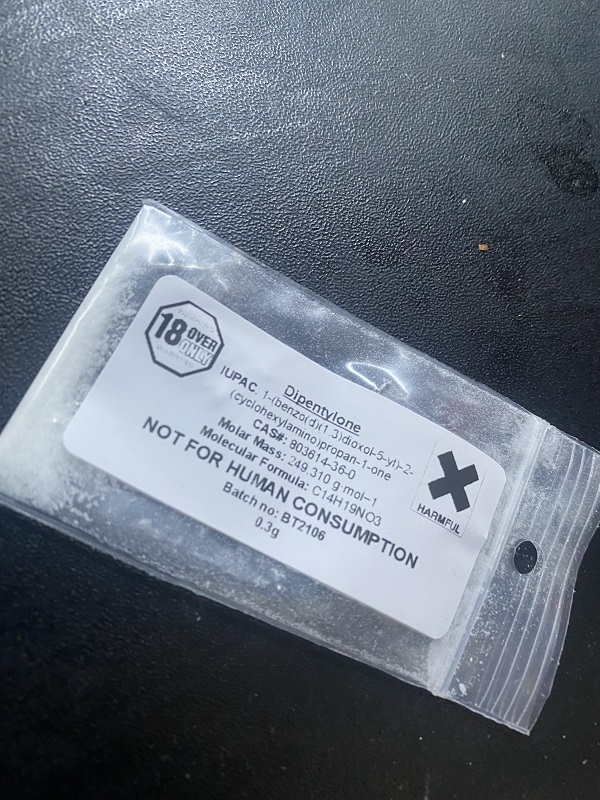 18 OVER
ONLY
Dipentylone
IUPAC: 1-(benzo(d)(1,3)dioxol-5-yl)-2-
(cyclohexylamino)propan-1-one
CAS#: 803614-36-0
Molar Mass: 249.310 g·mol−1
Molecular Formula: C14H19NO3
NOT FOR HUMAN CONSUMPTION
Batch no: BT2106
0.3g
HARMFUL